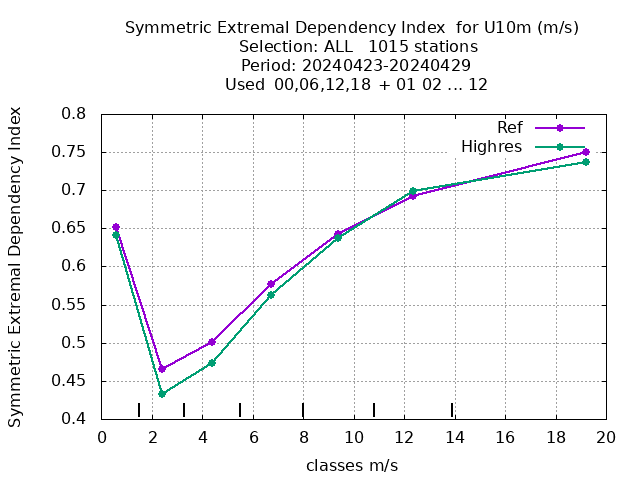 Symmetric Extremal Dependency Index  for U10m (m/s)
Selection: ALL   1015 stations
Period: 20240423-20240429
Used  00,06,12,18 + 01 02 ... 12
Symmetric Extremal Dependency Index
0.8
0.75
0.7
0.65
0.6
0.55
0.5
0.45
0.4
Ref
Highres
0 2 4 6 8 10 12 14 16 18 20
classes m/s